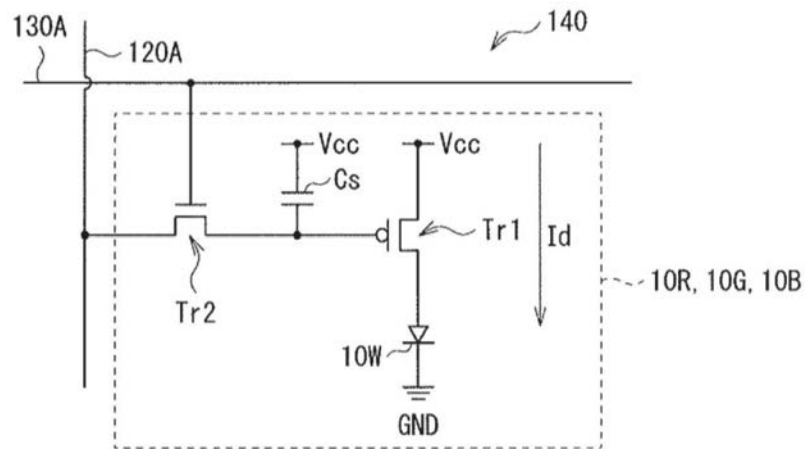 130A
120A
140
Vcc
Vcc
Cs
Tr1
Id
Tr2
10R, 10G, 10B
10W
GND